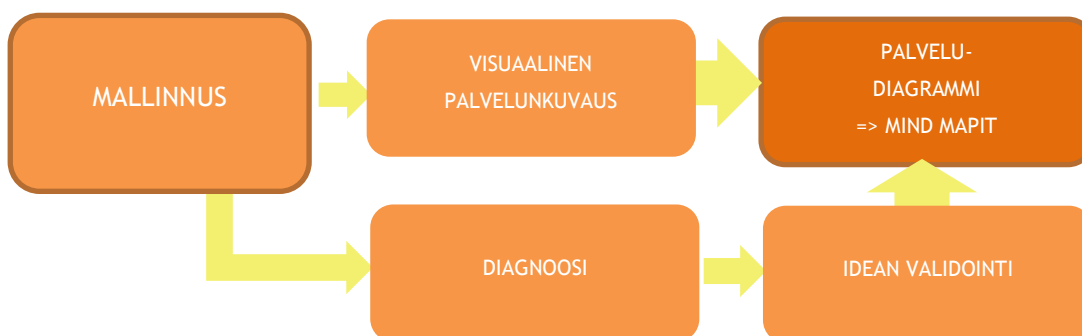 MALLINNUS
VISUAALINEN
PALVELUNKUVAUS
PALVELU-
DIAGRAMMI
=> MIND MAPIT
DIAGNOOSI
IDEAN VALIDOINTI